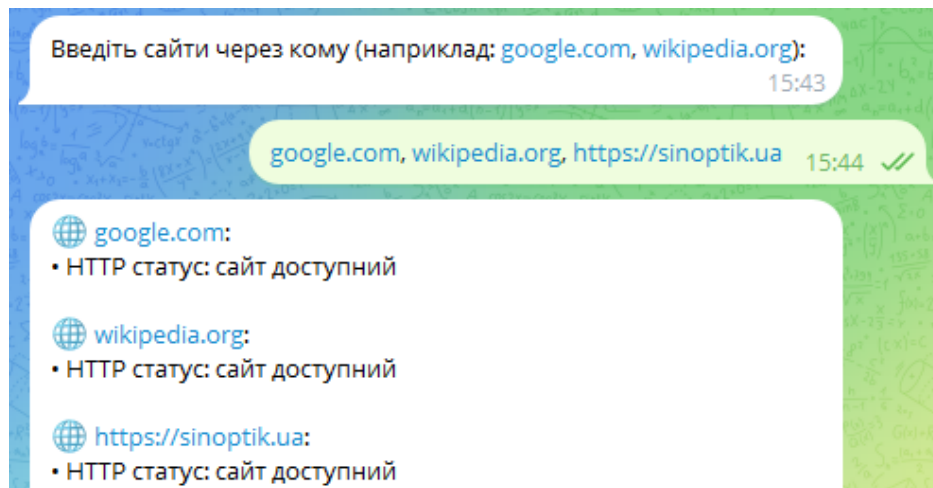 Введіть сайти через кому (наприклад: google.com, wikipedia.org):
15:43
google.com, wikipedia.org, https://sinoptik.ua 15:44
google.com:
• HTTP статус: сайт доступний
wikipedia.org:
• HTTP статус: сайт доступний
https://sinoptik.ua:
• HTTP статус: сайт доступний